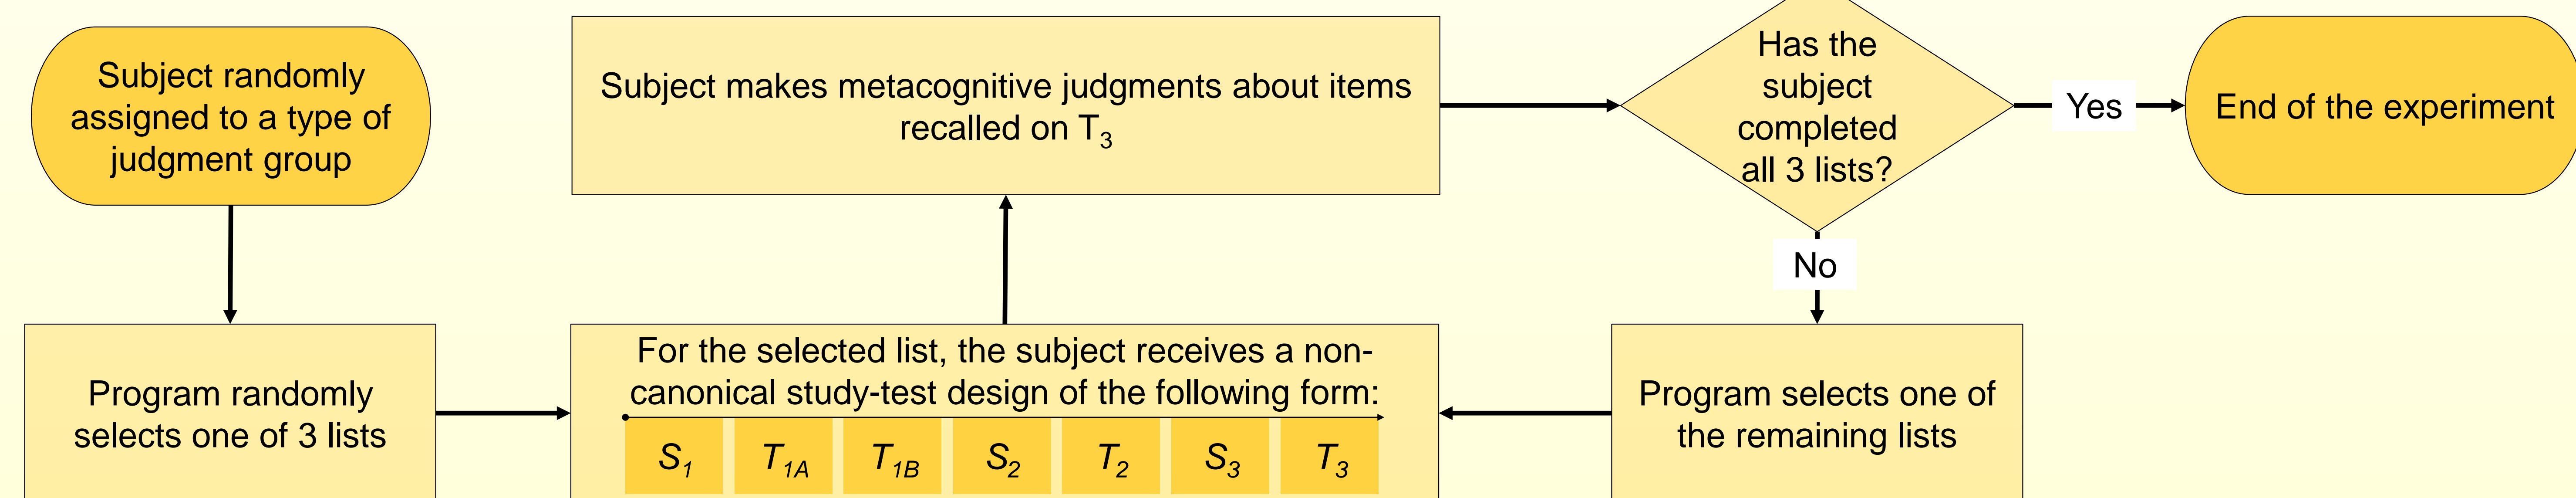 Subject randomly
assigned to a type of
judgment group
Subject makes metacognitive judgments about items
recalled on T₃
Has the
subject
completed
all 3 lists?
Yes
End of the experiment
No
Program randomly
selects one of 3 lists
For the selected list, the subject receives a non-
canonical study-test design of the following form:
S₁ T₁A T₁B S₂ T₂ S₃ T₃
Program selects one of
the remaining lists